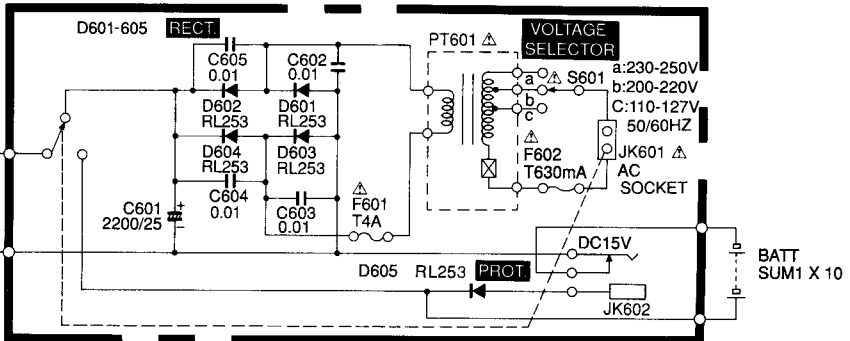 D601-605 RECT.
C605
0.01
C602
0.01
D602
RL253
D601
RL253
D604
RL253
D603
RL253
C604
0.01
C603
0.01
C601
2200/25
+
−
F601
T4A
PT601
VOLTAGE
SELECTOR
a
b
c
S601
a:230-250V
b:200-220V
C:110-127V
50/60HZ
F602
T630mA
JK601
AC
SOCKET
DC15V
D605 RL253 PROT.
JK602
BATT
SUM1 X 10